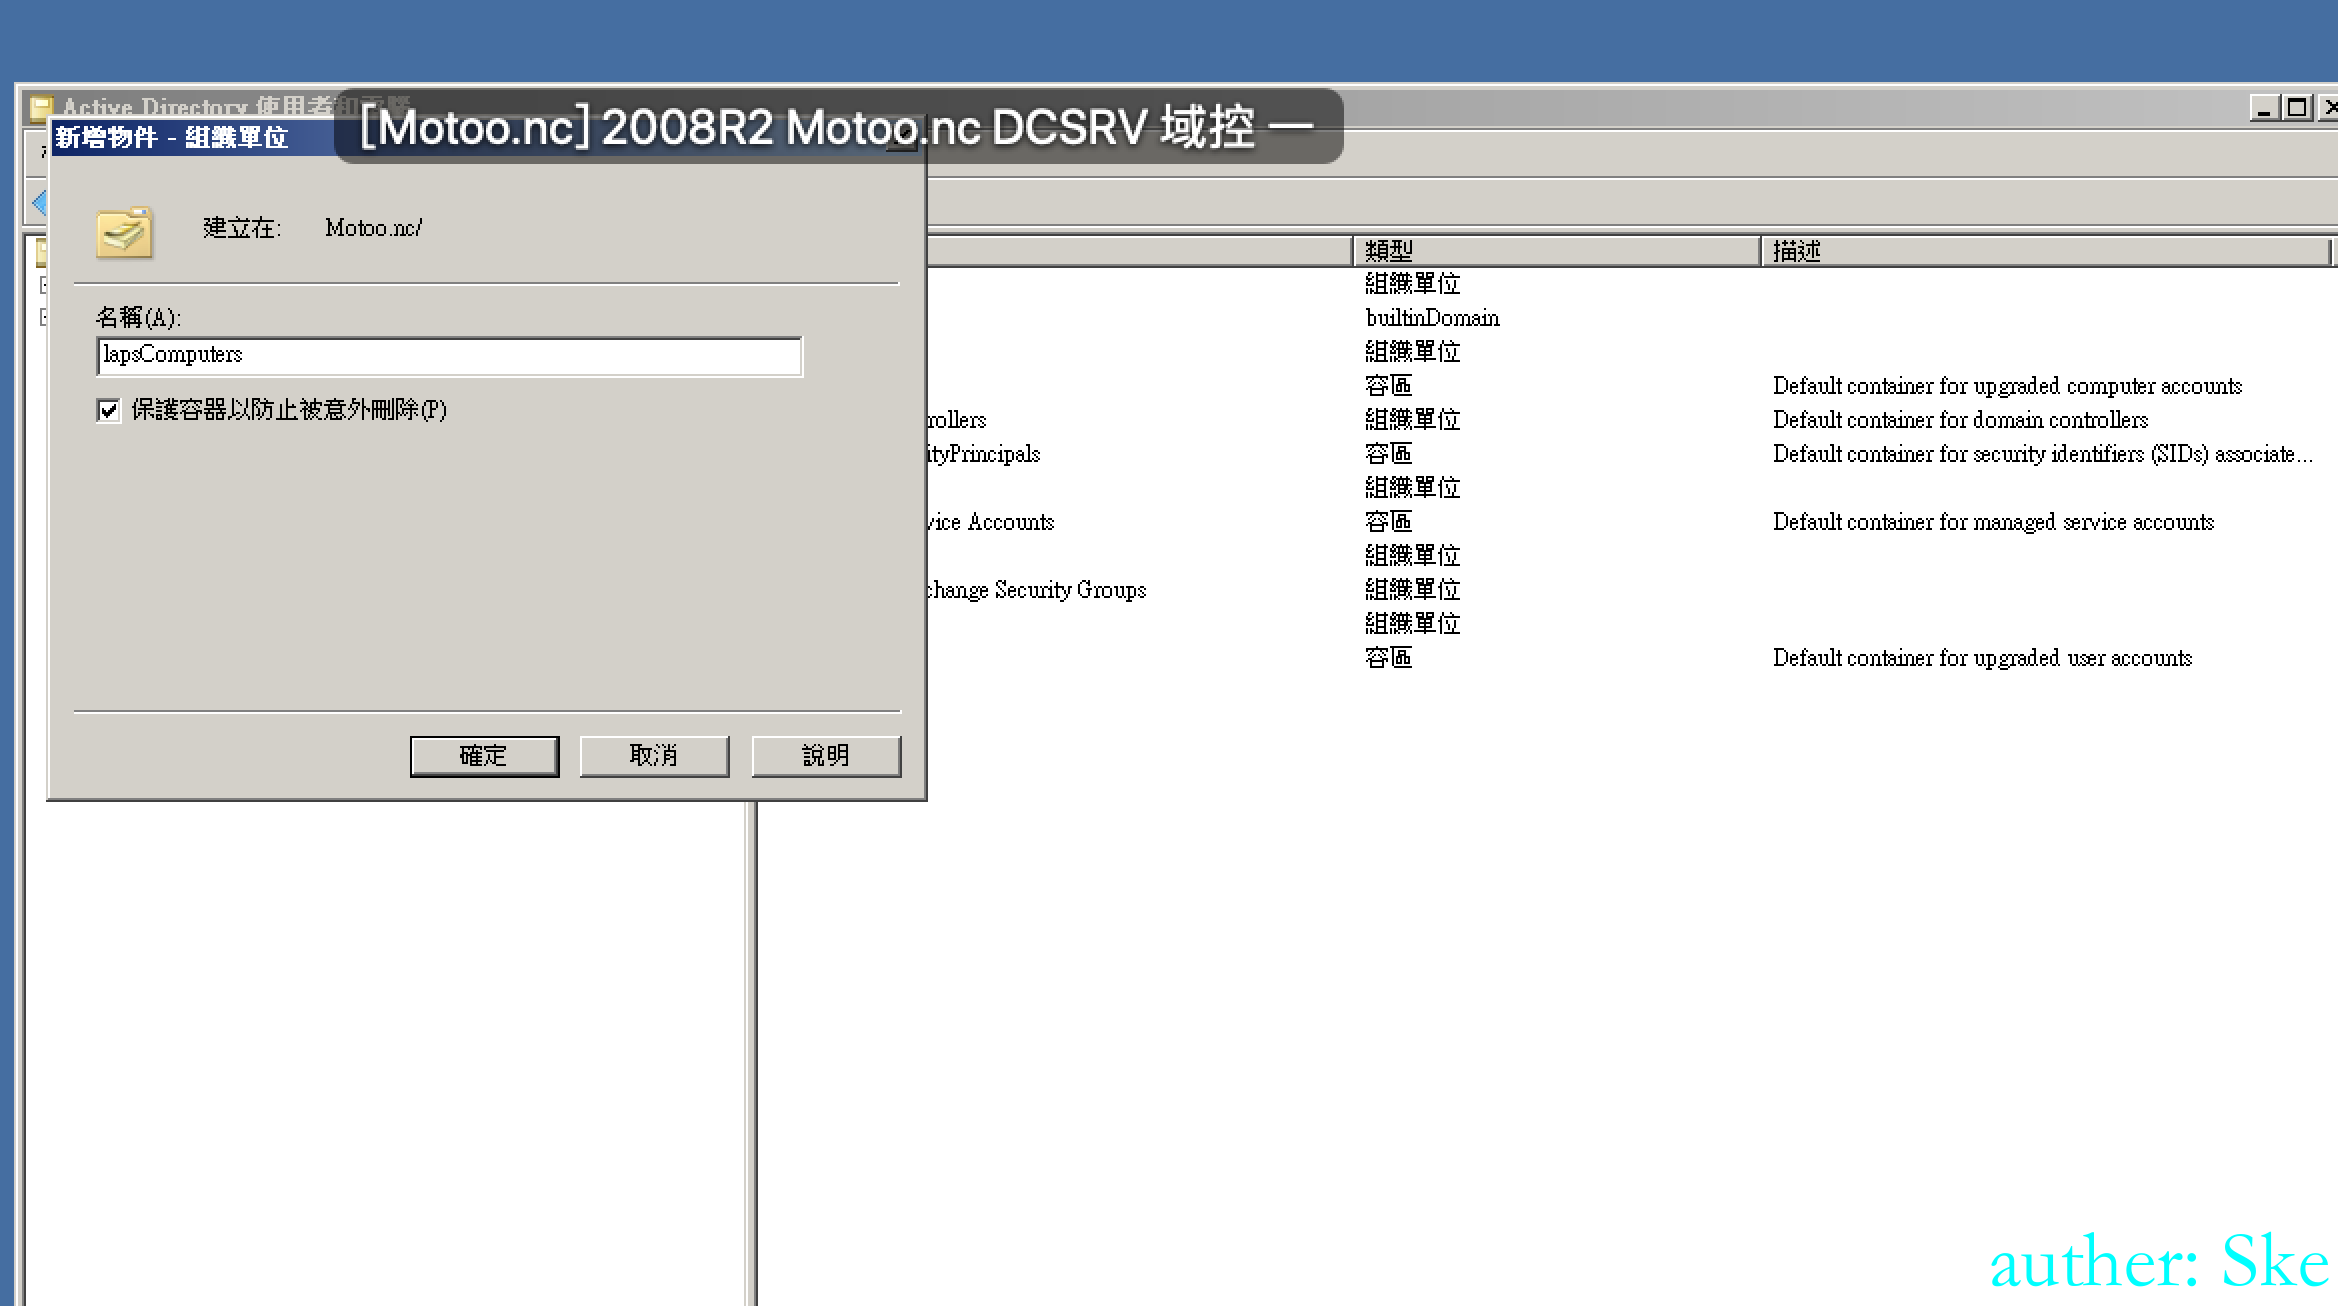 Active Directory 使用者和電腦
[Motoo.nc] 2008R2 Motoo.nc DCSRV 域控 一
新增物件 - 組織單位
建立在: Motoo.nc/
名稱(A):
lapsComputers
保護容器以防止被意外刪除(P)
確定 取消 說明
類型 描述
組織單位
builtinDomain
組織單位
容區 Default container for upgraded computer accounts
rollers 組織單位 Default container for domain controllers
ityPrincipals 容區 Default container for security identifiers (SIDs) associate...
組織單位
vice Accounts 容區 Default container for managed service accounts
組織單位
change Security Groups 組織單位
組織單位
容區 Default container for upgraded user accounts
auther: Ske